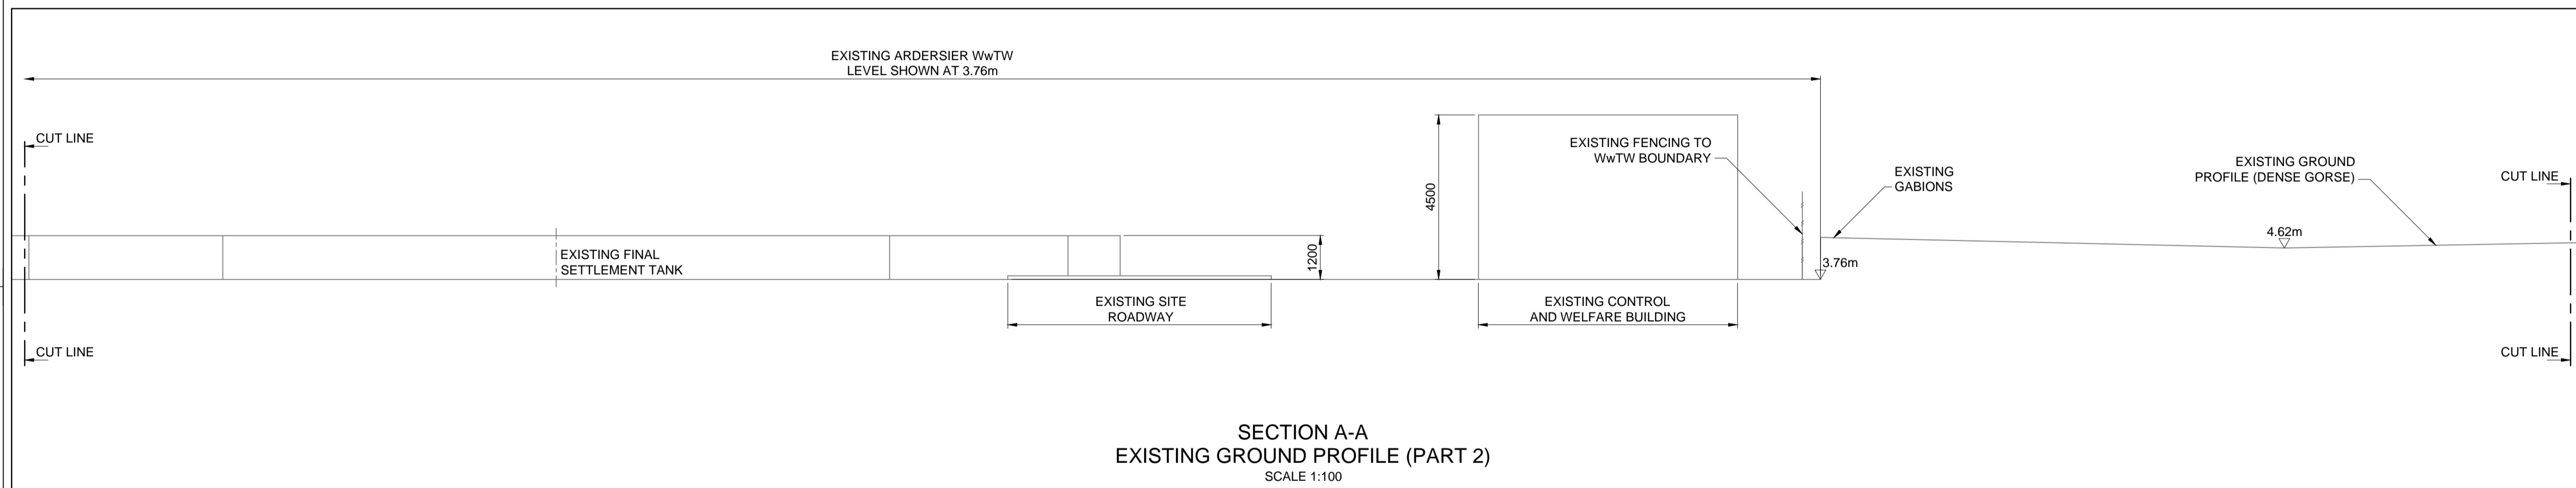 EXISTING ARDERSIER WwTW
LEVEL SHOWN AT 3.76m
CUT LINE
EXISTING FINAL
SETTLEMENT TANK
1200
EXISTING SITE
ROADWAY
4500
EXISTING FENCING TO
WwTW BOUNDARY
EXISTING CONTROL
AND WELFARE BUILDING
3.76m
EXISTING
GABIONS
EXISTING GROUND
PROFILE (DENSE GORSE)
4.62m
CUT LINE
CUT LINE
CUT LINE
SECTION A-A
EXISTING GROUND PROFILE (PART 2)
SCALE 1:100